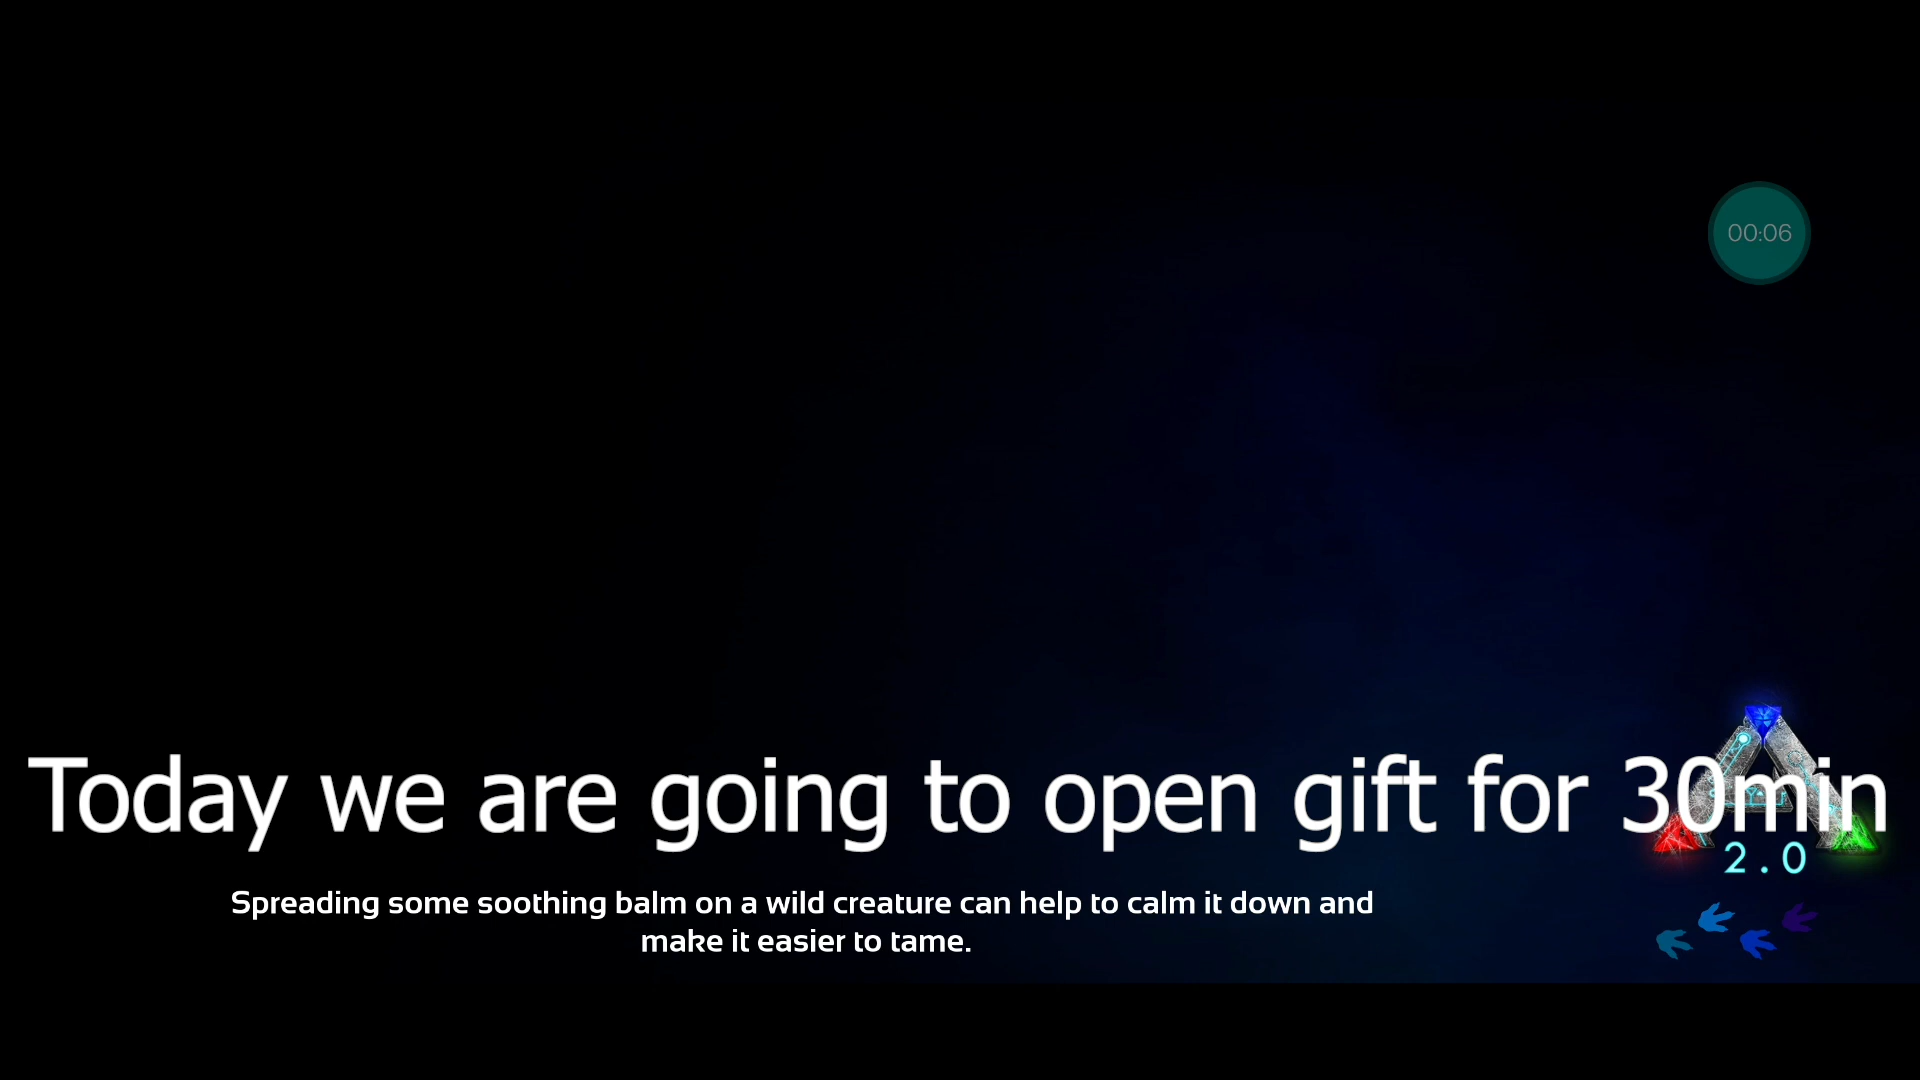 00:06
Today we are going to open gift for 30min
2.0
Spreading some soothing balm on a wild creature can help to calm it down and
make it easier to tame.